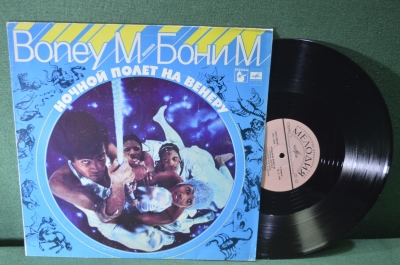 Boney M Бони М
НОЧНОЙ ПОЛЕТ НА ВЕНЕРУ
МЕЛОДИЯ